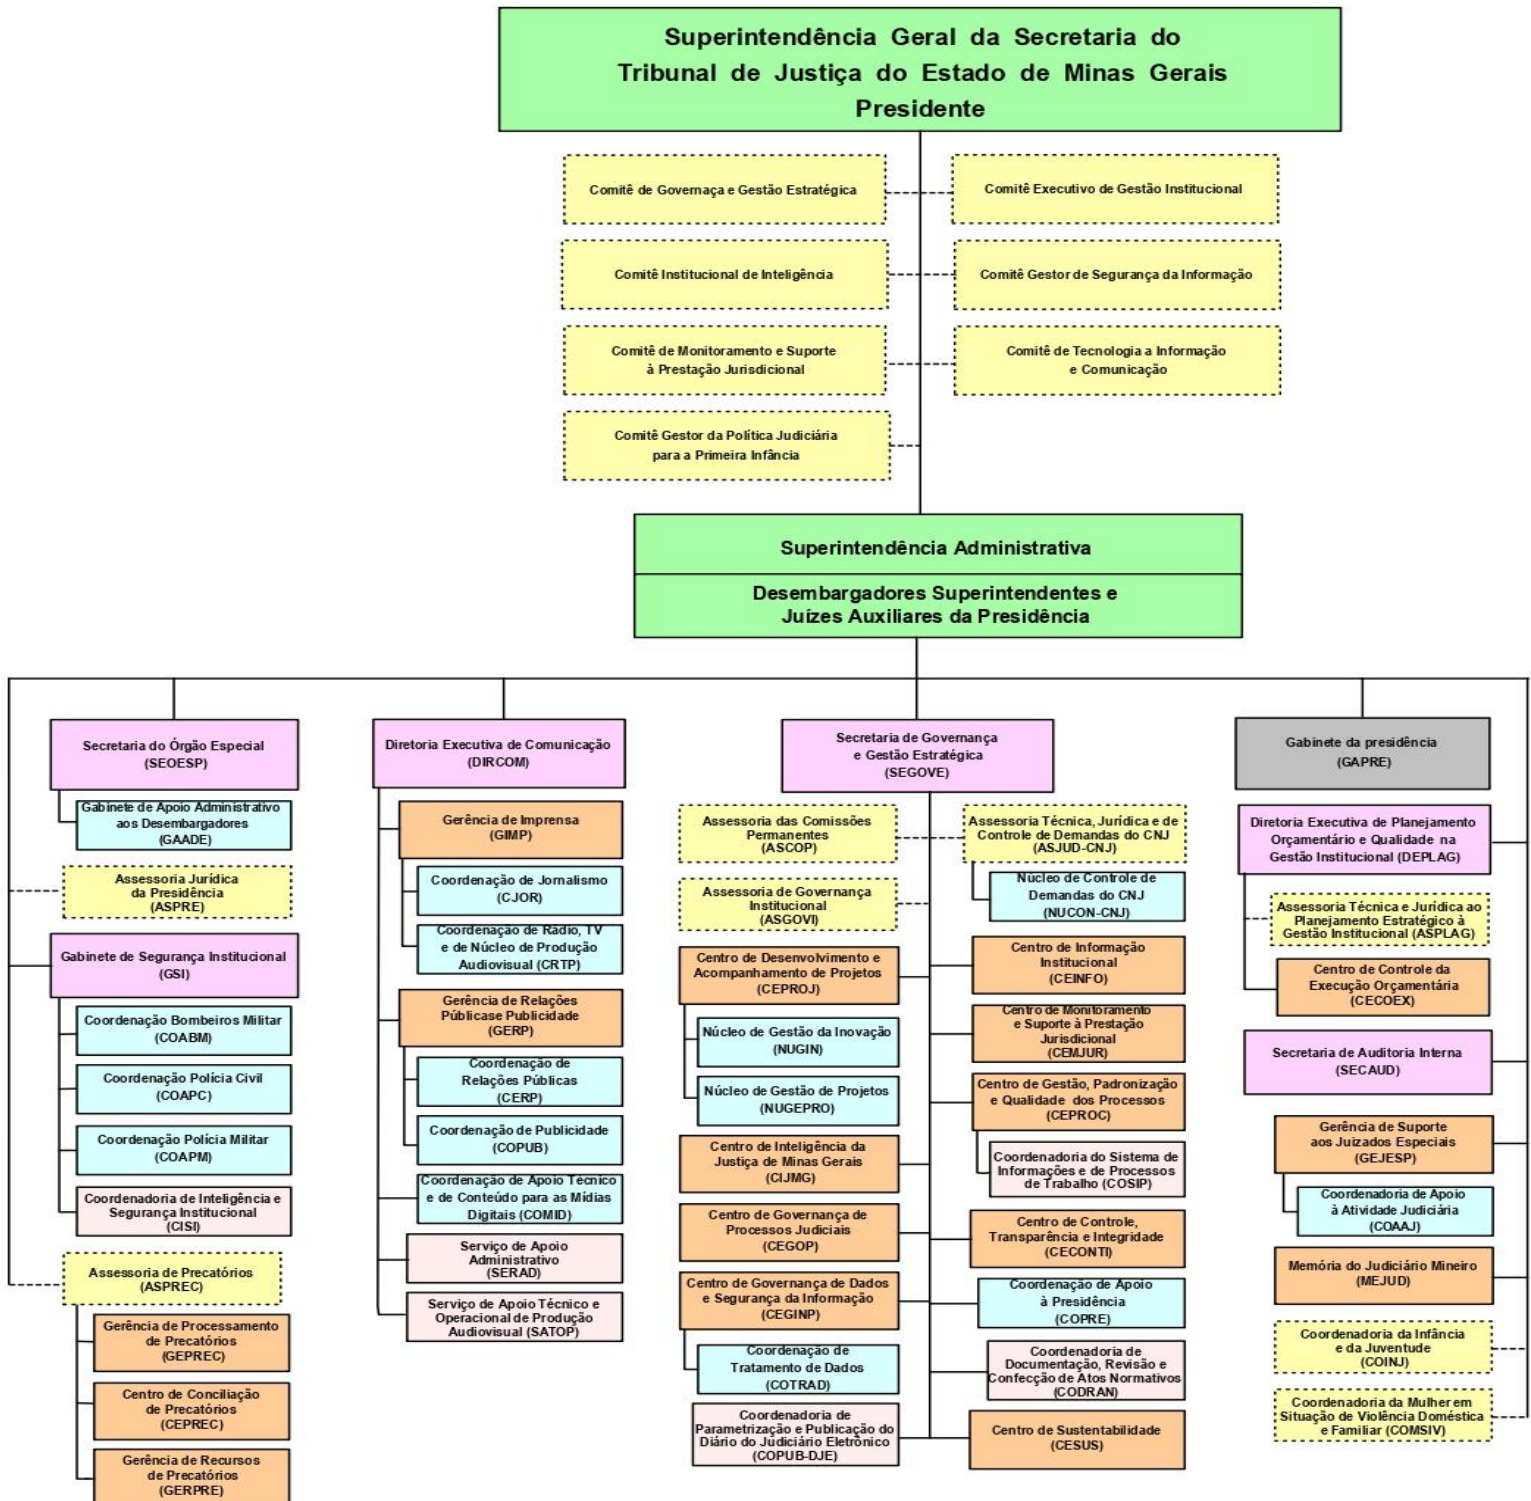 Superintendência Geral da Secretaria do
Tribunal de Justiça do Estado de Minas Gerais
Presidente
Comitê de Governaça e Gestão Estratégica
Comitê Executivo de Gestão Institucional
Comitê Institucional de Inteligência
Comitê Gestor de Segurança da Informação
Comitê de Monitoramento e Suporte
à Prestação Jurisdicional
Comitê de Tecnologia a Informação
e Comunicação
Comitê Gestor da Política Judiciária
para a Primeira Infância
Superintendência Administrativa
Desembargadores Superintendentes e
Juízes Auxiliares da Presidência
Secretaria do Órgão Especial
(SEOESP)
Gabinete de Apoio Administrativo
aos Desembargadores
(GAADE)
Assessoria Jurídica
da Presidência
(ASPRE)
Gabinete de Segurança Institucional
(GSI)
Coordenação Bombeiros Militar
(COABM)
Coordenação Polícia Civil
(COAPC)
Coordenação Polícia Militar
(COAPM)
Coordenadoria de Inteligência e
Segurança Institucional
(CISI)
Assessoria de Precatórios
(ASPREC)
Gerência de Processamento
de Precatórios
(GEPREC)
Centro de Conciliação
de Precatórios
(CEPREC)
Gerência de Recursos
de Precatórios
(GERPRE)
Diretoria Executiva de Comunicação
(DIRCOM)
Gerência de Imprensa
(GIMP)
Coordenação de Jornalismo
(CJOR)
Coordenação de Rádio, TV
e de Núcleo de Produção
Audiovisual (CRTP)
Gerência de Relações
Públicase Publicidade
(GERP)
Coordenação de
Relações Públicas
(CERP)
Coordenação de Publicidade
(COPUB)
Coordenação de Apoio Técnico
e de Conteúdo para as Mídias
Digitais (COMID)
Serviço de Apoio
Administrativo
(SERAD)
Serviço de Apoio Técnico e
Operacional de Produção
Audiovisual (SATOP)
Secretaria de Governança
e Gestão Estratégica
(SEGOVE)
Assessoria das Comissões
Permanentes
(ASCOP)
Assessoria de Governança
Institucional
(ASGOVI)
Centro de Desenvolvimento e
Acompanhamento de Projetos
(CEPROJ)
Núcleo de Gestão da Inovação
(NUGIN)
Núcleo de Gestão de Projetos
(NUGEPRO)
Centro de Inteligência da
Justiça de Minas Gerais
(CIJMG)
Centro de Governança de
Processos Judiciais
(CEGOP)
Centro de Governança de Dados
e Segurança da Informação
(CEGINP)
Coordenação de
Tratamento de Dados
(COTRAD)
Coordenadoria de
Parametrização e Publicação do
Diário do Judiciário Eletrônico
(COPUB-DJE)
Assessoria Técnica, Jurídica e de
Controle de Demandas do CNJ
(ASJUD-CNJ)
Núcleo de Controle de
Demandas do CNJ
(NUCON-CNJ)
Centro de Informação
Institucional
(CEINFO)
Centro de Monitoramento
e Suporte à Prestação
Jurisdicional
(CEMJUR)
Centro de Gestão, Padronização
e Qualidade dos Processos
(CEPROC)
Coordenadoria do Sistema de
Informações e de Processos
de Trabalho (COSIP)
Centro de Controle,
Transparência e Integridade
(CECONTI)
Coordenação de Apoio
à Presidência
(COPRE)
Coordenadoria de
Documentação, Revisão e
Confecção de Atos Normativos
(CODRAN)
Centro de Sustentabilidade
(CESUS)
Gabinete da presidência
(GAPRE)
Diretoria Executiva de Planejamento
Orçamentário e Qualidade na
Gestão Institucional (DEPLAG)
Assessoria Técnica e Jurídica ao
Planejamento Estratégico à
Gestão Institucional (ASPLAG)
Centro de Controle da
Execução Orçamentária
(CECOEX)
Secretaria de Auditoria Interna
(SECAUD)
Gerência de Suporte
aos Juizados Especiais
(GEJESP)
Coordenadoria de Apoio
à Atividade Judiciária
(COAAJ)
Memória do Judiciário Mineiro
(MEJUD)
Coordenadoria da Infância
e da Juventude
(COINJ)
Coordenadoria da Mulher em
Situação de Violência Doméstica
e Familiar (COMSIV)